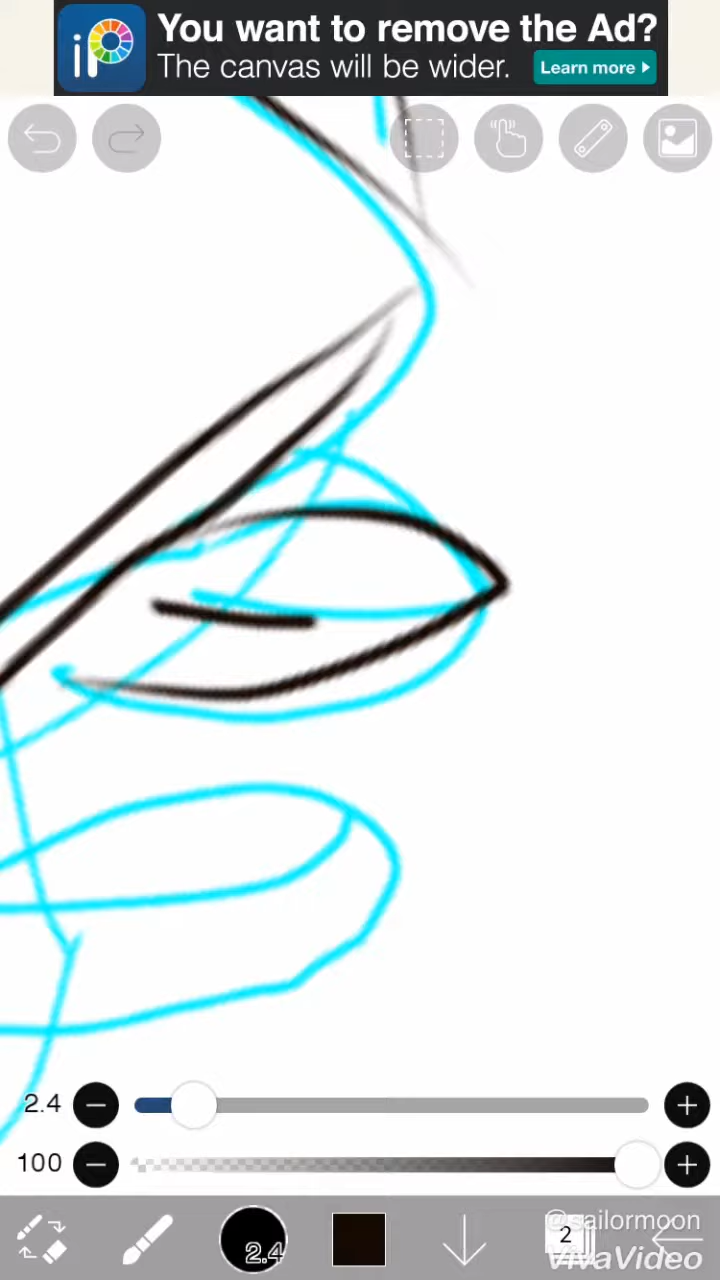 iP
You want to remove the Ad?
The canvas will be wider.
Learn more
2.4
100
2.4
2
@sailormoon
VivaVideo